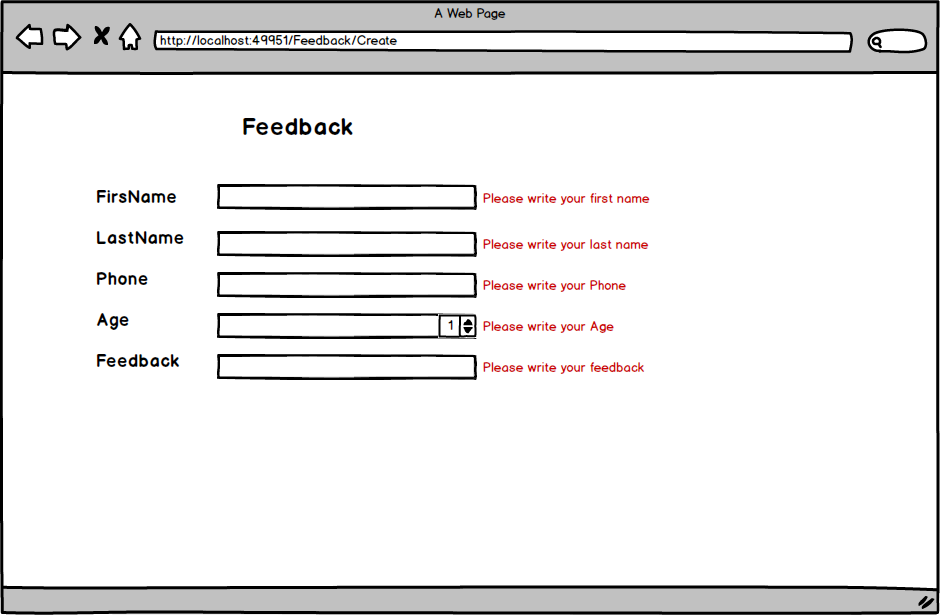 A Web Page
http://localhost:49951/Feedback/Create
Feedback
FirsName Please write your first name
LastName Please write your last name
Phone Please write your Phone
Age 1 Please write your Age
Feedback Please write your feedback